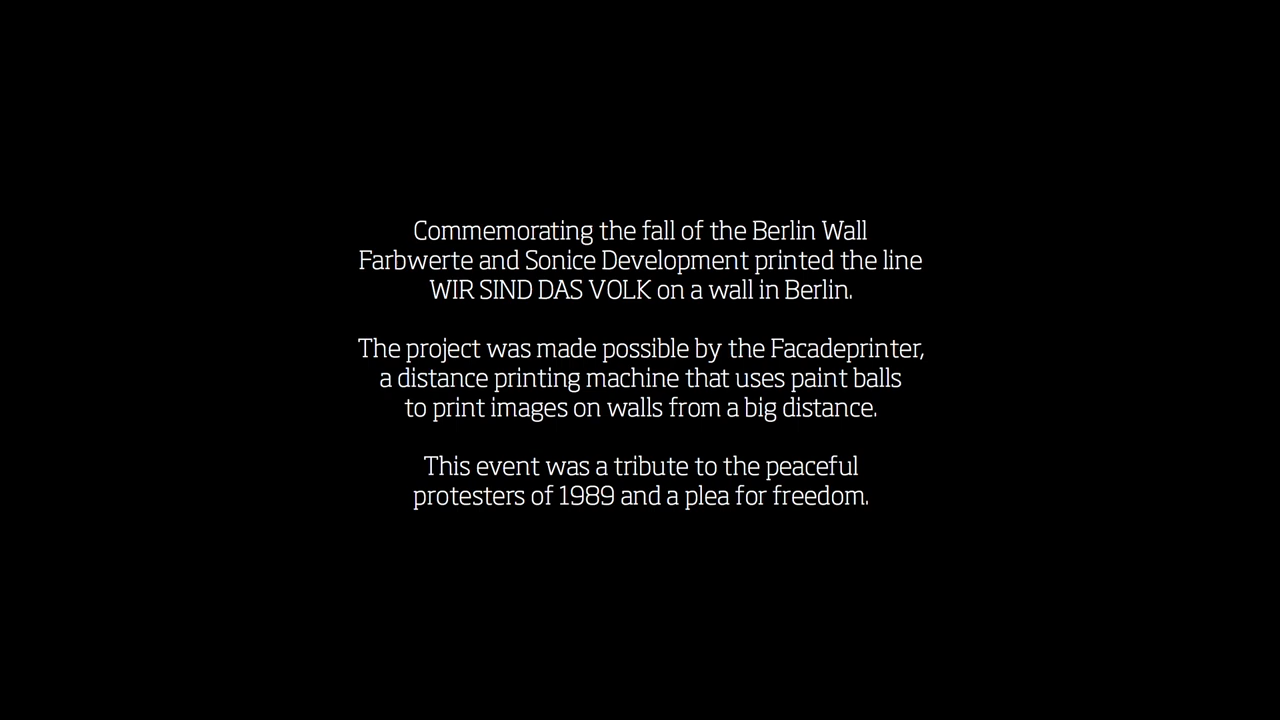 Commemorating the fall of the Berlin Wall
Farbwerte and Sonice Development printed the line
WIR SIND DAS VOLK on a wall in Berlin.
The project was made possible by the Facadeprinter,
a distance printing machine that uses paint balls
to print images on walls from a big distance.
This event was a tribute to the peaceful
protesters of 1989 and a plea for freedom.